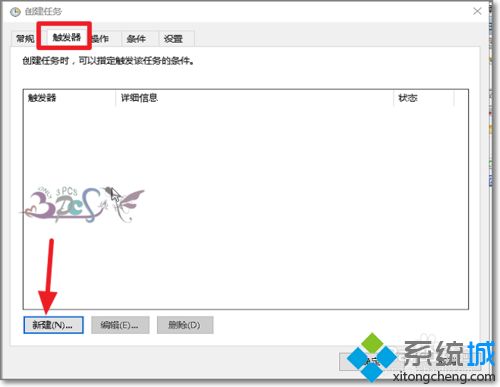 创建任务
常规 触发器 操作 条件 设置
创建任务时，可以指定触发该任务的条件。
触发器 详细信息 状态
3 PCS
新建(N)... 编辑(E)... 删除(D)
系统城
xitongcheng.com